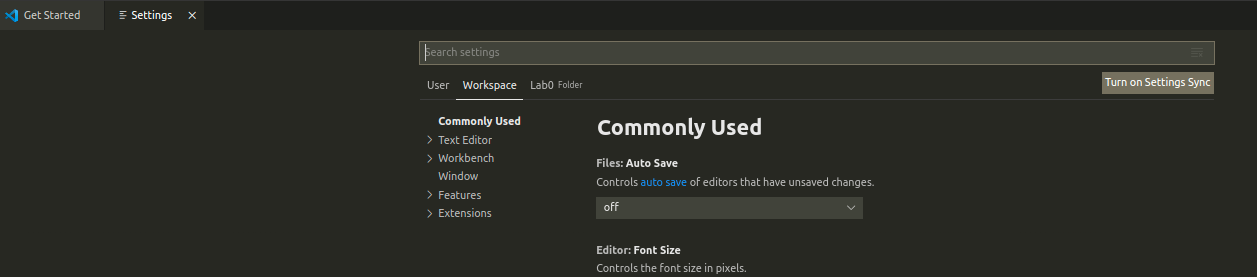 Get Started
Settings
Search settings
User Workspace Lab0 Folder
Turn on Settings Sync
Commonly Used
Text Editor
Workbench
Window
Features
Extensions
Commonly Used
Files: Auto Save
Controls auto save of editors that have unsaved changes.
off
Editor: Font Size
Controls the font size in pixels.